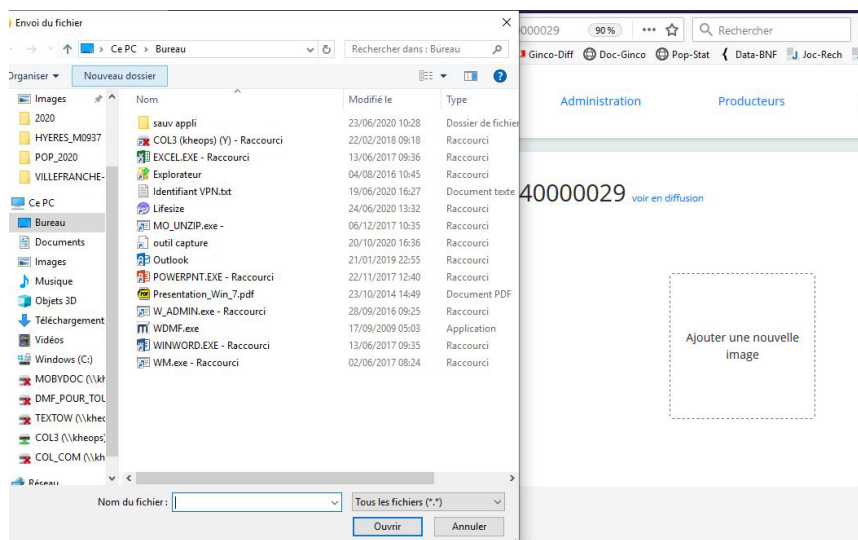 Envoi du fichier
Ce PC > Bureau
Rechercher dans : Bureau
Organiser
Nouveau dossier
Images
2020
HYERES_M0937
POP_2020
VILLEFRANCHE-
Ce PC
Bureau
Documents
Images
Musique
Objets 3D
Téléchargement
Vidéos
Windows (C:)
MOBYDOC (\\kh
DMF_POUR_TOU
TEXTOW (\\kheo
COL3 (\\kheops)
COL_COM (\\kh
Réseau
Nom Modifié le Type
sauv appli 23/06/2020 10:28 Dossier de fichier
COL3 (kheops) (Y) - Raccourci 22/02/2018 09:18 Raccourci
EXCEL.EXE - Raccourci 13/06/2017 09:36 Raccourci
Explorateur 04/08/2016 10:45 Raccourci
Identifiant VPN.txt 19/06/2020 16:27 Document texte
Lifesize 24/06/2020 13:32 Raccourci
MO_UNZIP.exe - 06/12/2017 10:35 Raccourci
outil capture 20/10/2020 16:36 Raccourci
Outlook 21/01/2019 22:55 Raccourci
POWERPNT.EXE - Raccourci 22/11/2017 12:40 Raccourci
Presentation_Win_7.pdf 23/10/2014 14:49 Document PDF
W_ADMIN.exe - Raccourci 28/09/2016 09:25 Raccourci
WDMF.exe 17/09/2009 05:03 Application
WINWORD.EXE - Raccourci 13/06/2017 09:35 Raccourci
WM.exe - Raccourci 02/06/2017 08:24 Raccourci
Nom du fichier :
Tous les fichiers (*.*)
Ouvrir Annuler
000029 90 % ••• Rechercher
Ginco-Diff Doc-Ginco Pop-Stat Data-BNF Joc-Rech
Administration Producteurs
40000029 voir en diffusion
Ajouter une nouvelle
image